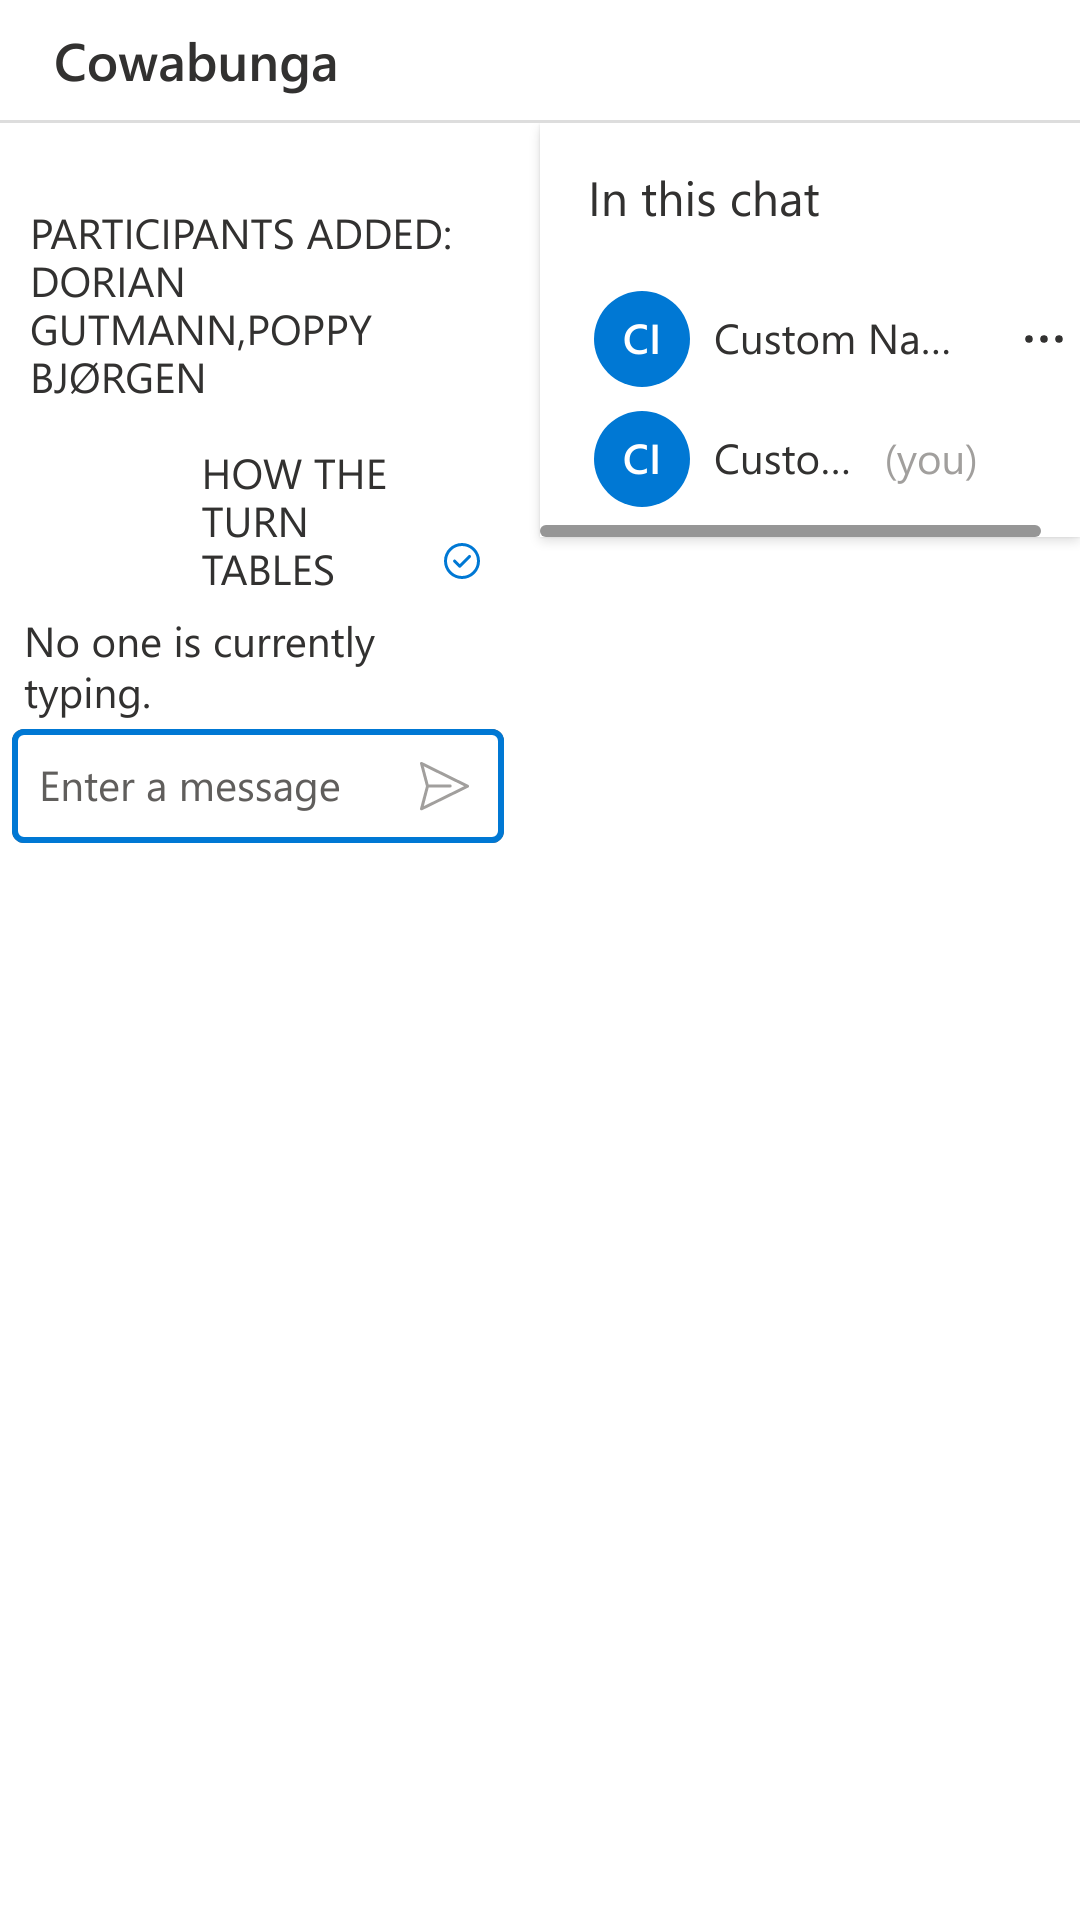 Cowabunga
PARTICIPANTS ADDED:
DORIAN
GUTMANN,POPPY
BJØRGEN
HOW THE
TURN
TABLES
No one is currently
typing.
Enter a message
In this chat
CI Custom Na...
CI Custo... (you)